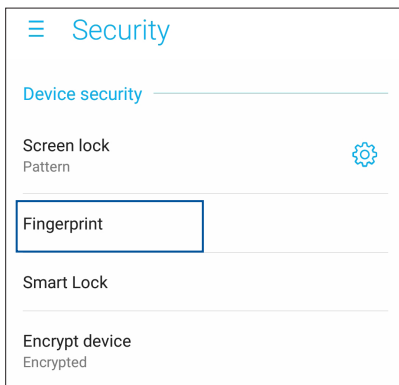 Security
Device security
Screen lock
Pattern
Fingerprint
Smart Lock
Encrypt device
Encrypted